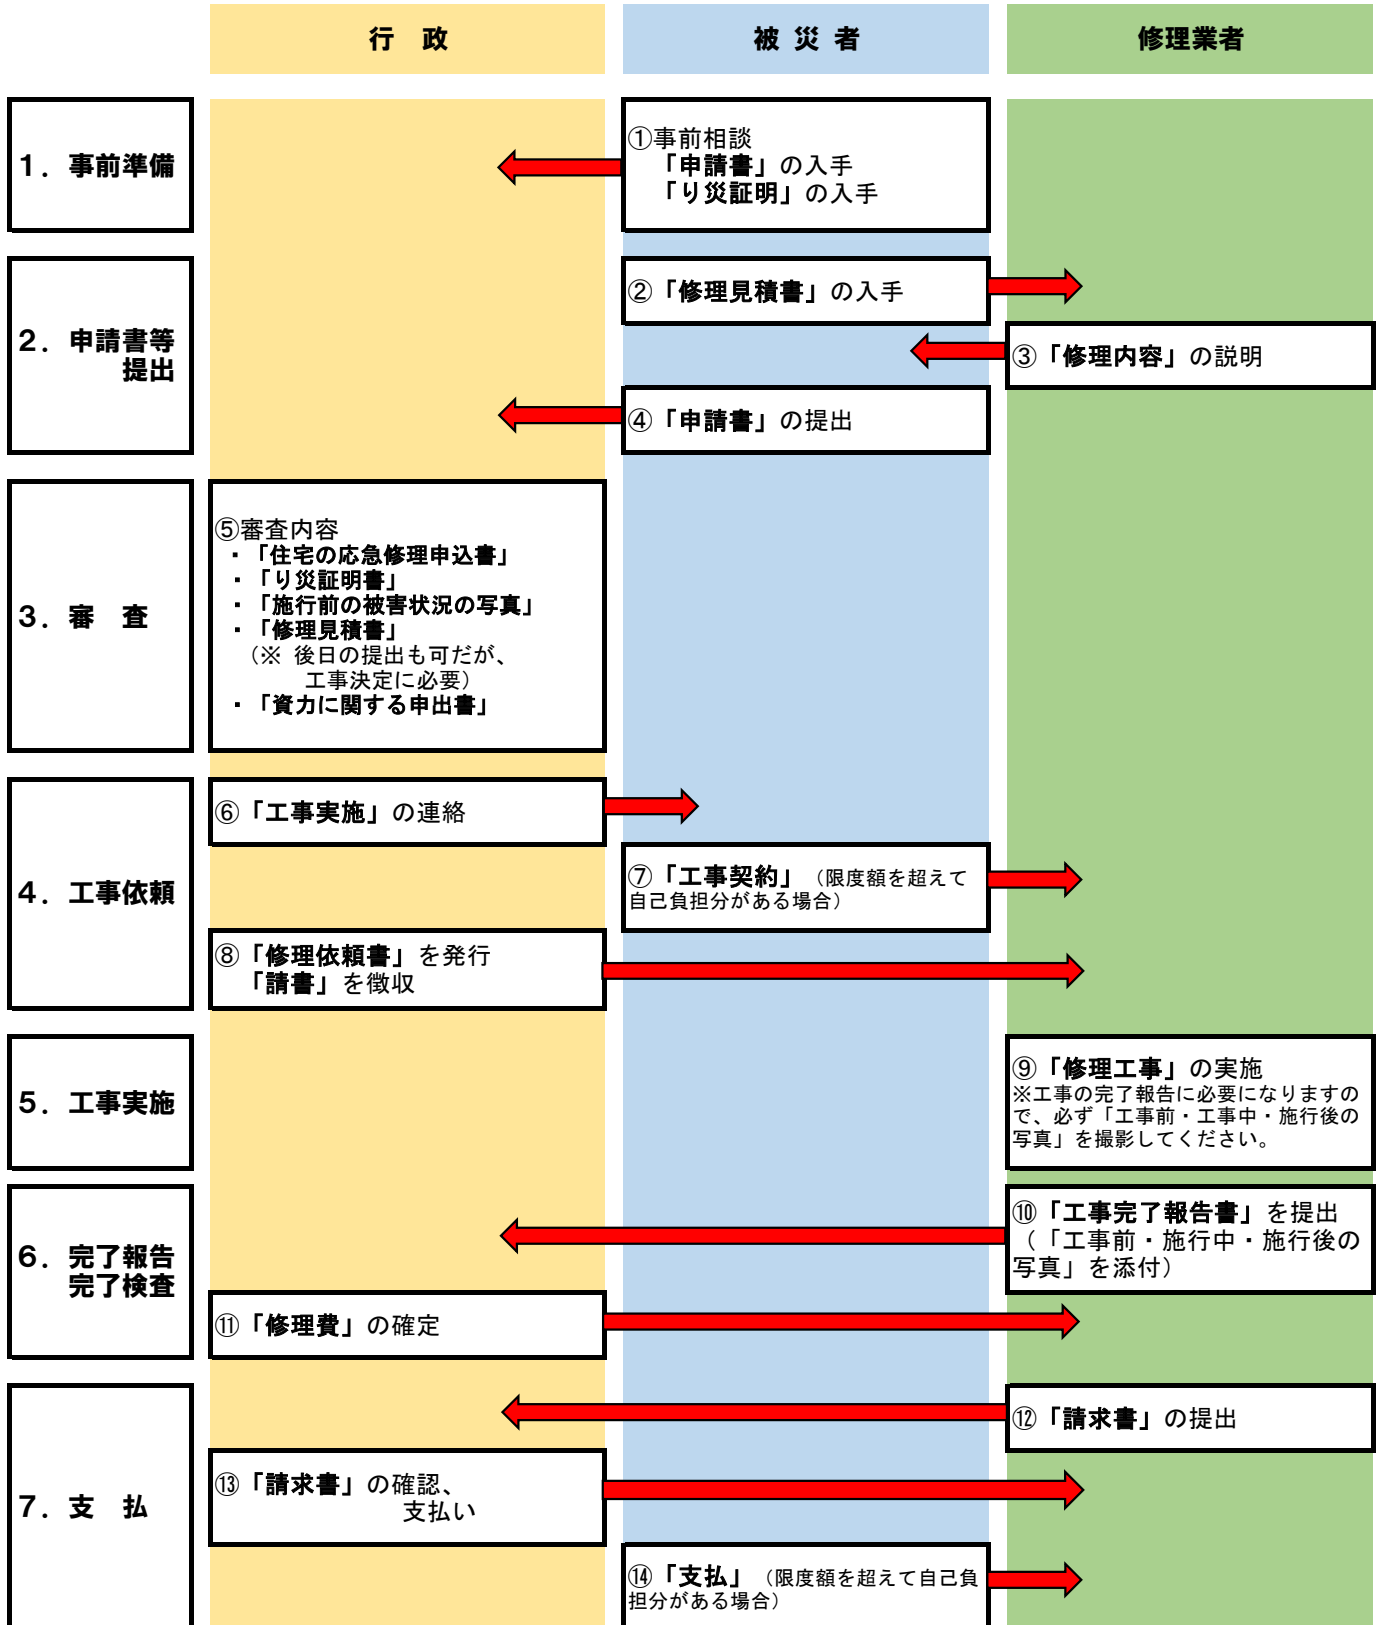 行　政
被 災 者
修理業者
１．事前準備
①事前相談
「申請書」の入手
「り災証明」の入手
２．申請書等
提出
②「修理見積書」の入手
③「修理内容」の説明
④「申請書」の提出
３．審　査
⑤審査内容
・「住宅の応急修理申込書」
・「り災証明書」
・「施行前の被害状況の写真」
・「修理見積書」
（※ 後日の提出も可だが、
工事決定に必要）
・「資力に関する申出書」
４．工事依頼
⑥「工事実施」の連絡
⑦「工事契約」（限度額を超えて
自己負担分がある場合）
⑧「修理依頼書」を発行
「請書」を徴収
５．工事実施
⑨「修理工事」の実施
※工事の完了報告に必要になりますの
で、必ず「工事前・工事中・施行後の
写真」を撮影してください。
６．完了報告
完了検査
⑩「工事完了報告書」を提出
（「工事前・施行中・施行後の
写真」を添付）
⑪「修理費」の確定
７．支　払
⑫「請求書」の提出
⑬「請求書」の確認、
支払い
⑭「支払」（限度額を超えて自己負
担分がある場合）